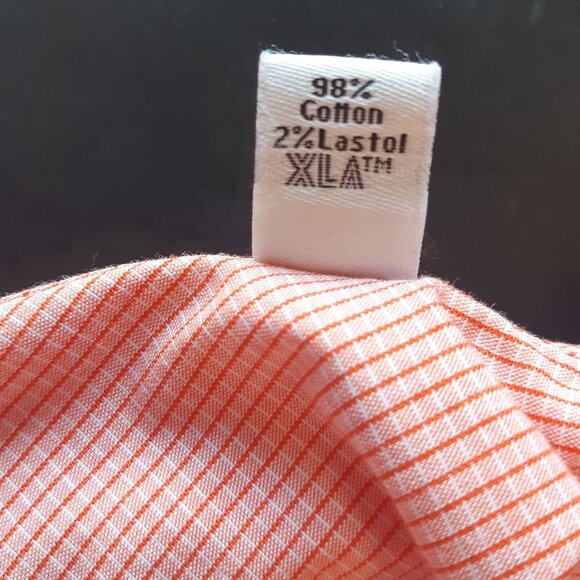 98%
Cotton
2%Lastol
XLA™